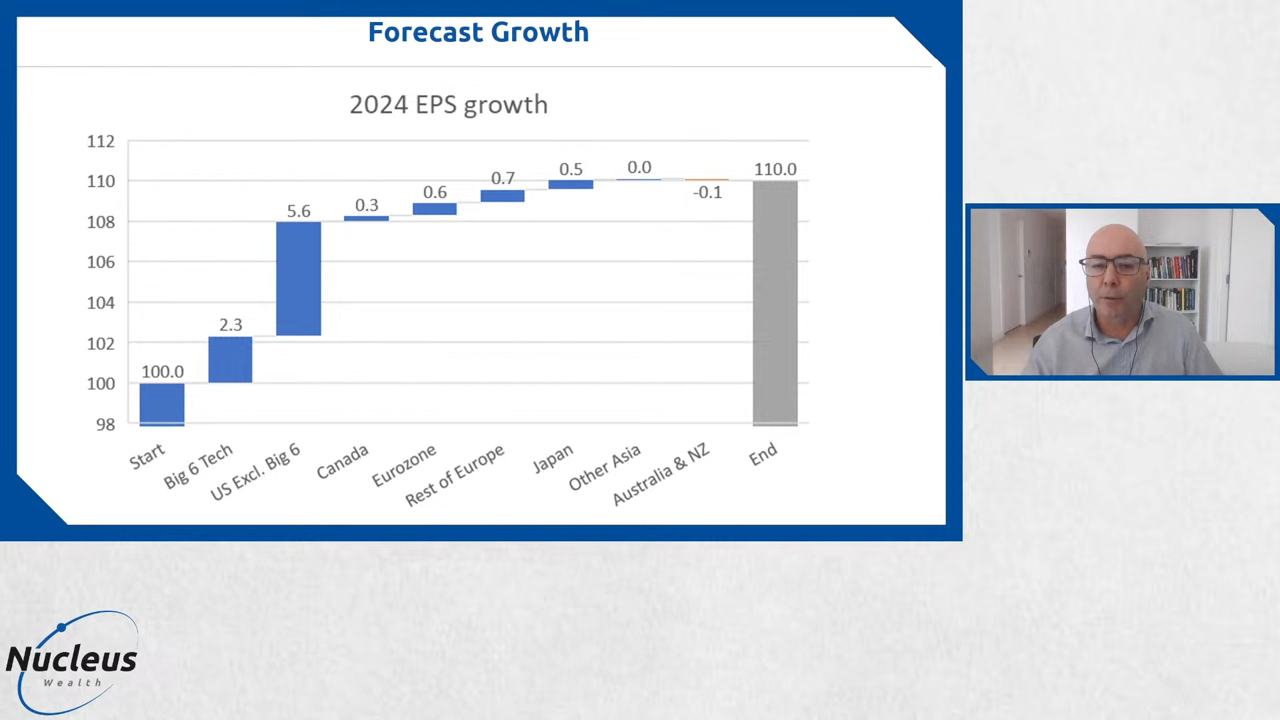 Forecast Growth
2024 EPS growth
112
110
108
106
104
102
100
98
100.0
2.3
5.6
0.3
0.6
0.7
0.5
0.0
-0.1
110.0
Start
Big 6 Tech
US Excl. Big 6
Canada
Eurozone
Rest of Europe
Japan
Other Asia
Australia & NZ
End
Nucleus
Wealth